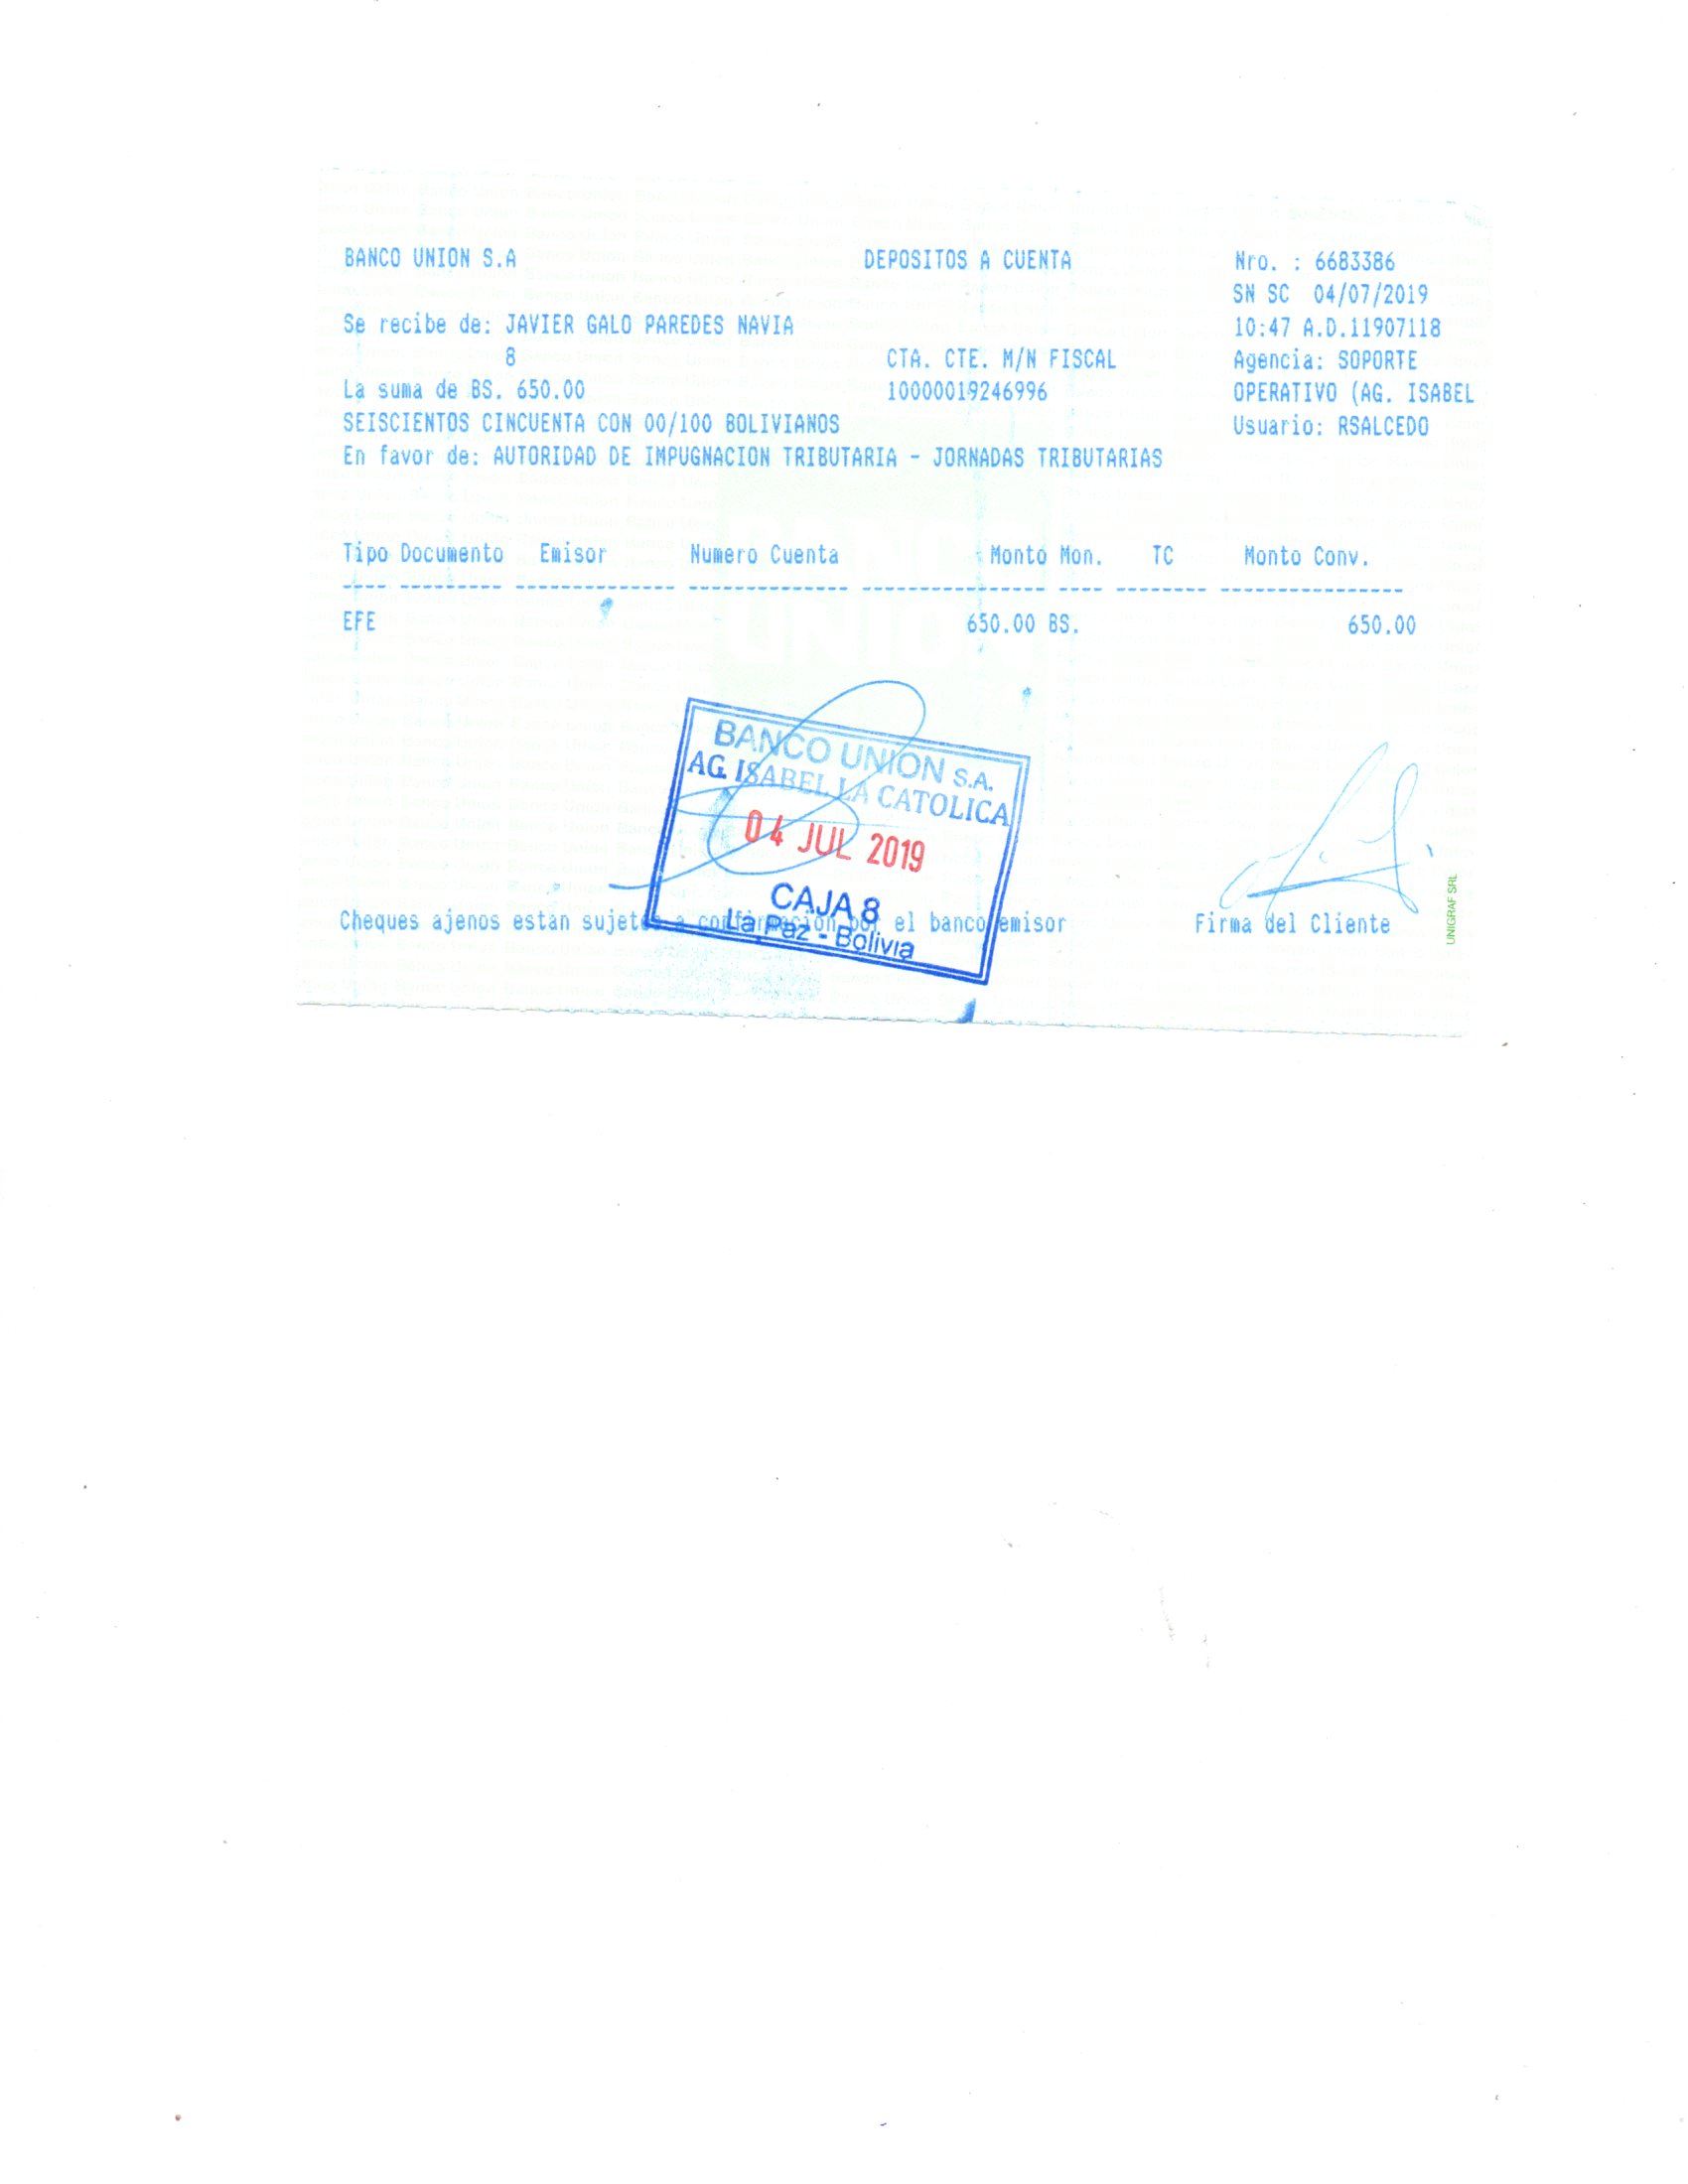 BANCO UNION S.A DEPOSITOS A CUENTA Nro. : 6683386
SN SC 04/07/2019
Se recibe de: JAVIER GALO PAREDES NAVIA 10:47 A.D.11907118
8 CTA. CTE. M/N FISCAL Agencia: SOPORTE
La suma de BS. 650.00 10000019246996 OPERATIVO (AG. ISABEL
SEISCIENTOS CINCUENTA CON 00/100 BOLIVIANOS Usuario: RSALCEDO
En favor de: AUTORIDAD DE IMPUGNACION TRIBUTARIA - JORNADAS TRIBUTARIAS
Tipo Documento Emisor Numero Cuenta Monto Mon. TC Monto Conv.
EFE 650.00 BS. 650.00
BANCO UNION
BANCO UNION S.A.
AG. ISABEL LA CATOLICA
04 JUL 2019
CAJA 8
La Paz - Bolivia
Cheques ajenos estan sujetos a confirmación por el banco emisor Firma del Cliente
UNIGRAF SRL